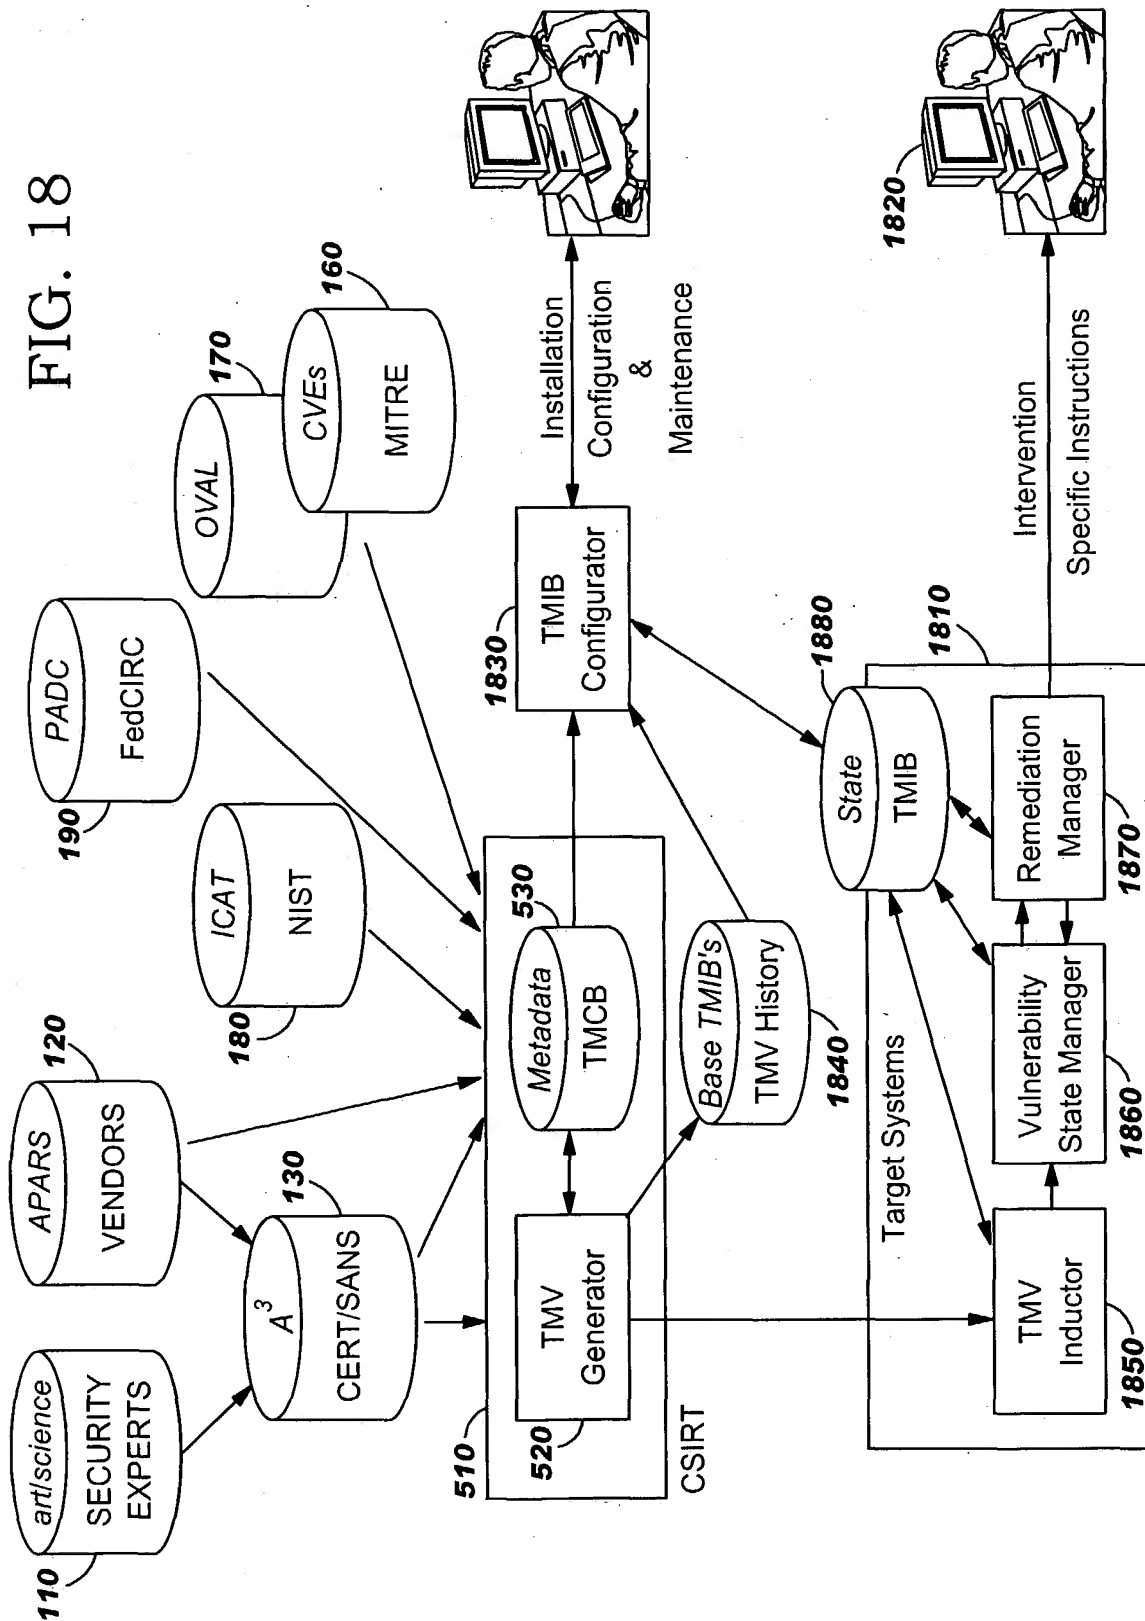 FIG. 18
art/science
SECURITY
EXPERTS
110
APARS
VENDORS
120
A3
CERT/SANS
130
ICAT
NIST
180
PADC
FedCIRC
190
OVAL
170
CVEs
MITRE
160
510
TMV
Generator
520
Metadata
TMCB
530
CSIRT
Base TMIB's
TMV History
1840
1830
TMIB
Configurator
Installation
Configuration
&
Maintenance
Target Systems
State
TMIB
1880
1810
TMV
Inductor
1850
Vulnerability
State Manager
1860
Remediation
Manager
1870
Intervention
Specific Instructions
1820